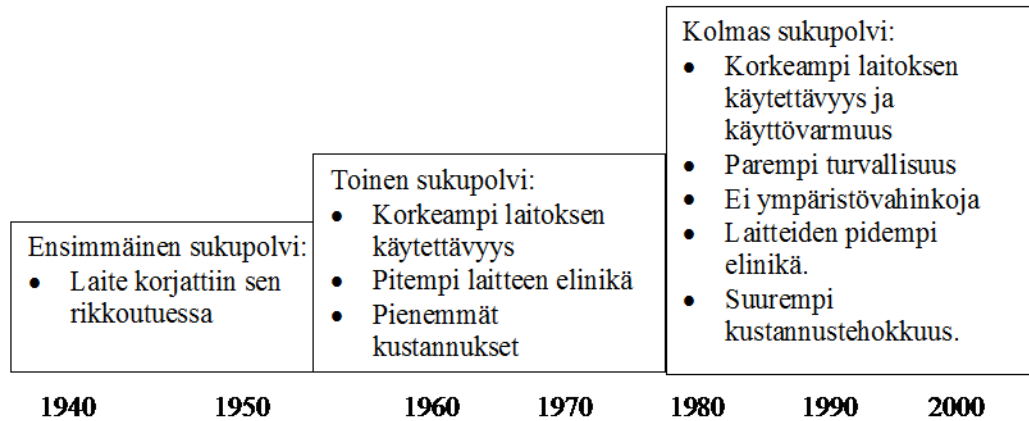 Ensimmäinen sukupolvi:
• Laite korjattiin sen
rikkoutuessa
Toinen sukupolvi:
• Korkeampi laitoksen
käytettävyys
• Pitempi laitteen elinikä
• Pienemmät
kustannukset
Kolmas sukupolvi:
• Korkeampi laitoksen
käytettävyys ja
käyttövarmuus
• Parempi turvallisuus
• Ei ympäristövahinkoja
• Laitteiden pidempi
elinikä.
• Suurempi
kustannustehokkuus.
1940 1950 1960 1970 1980 1990 2000